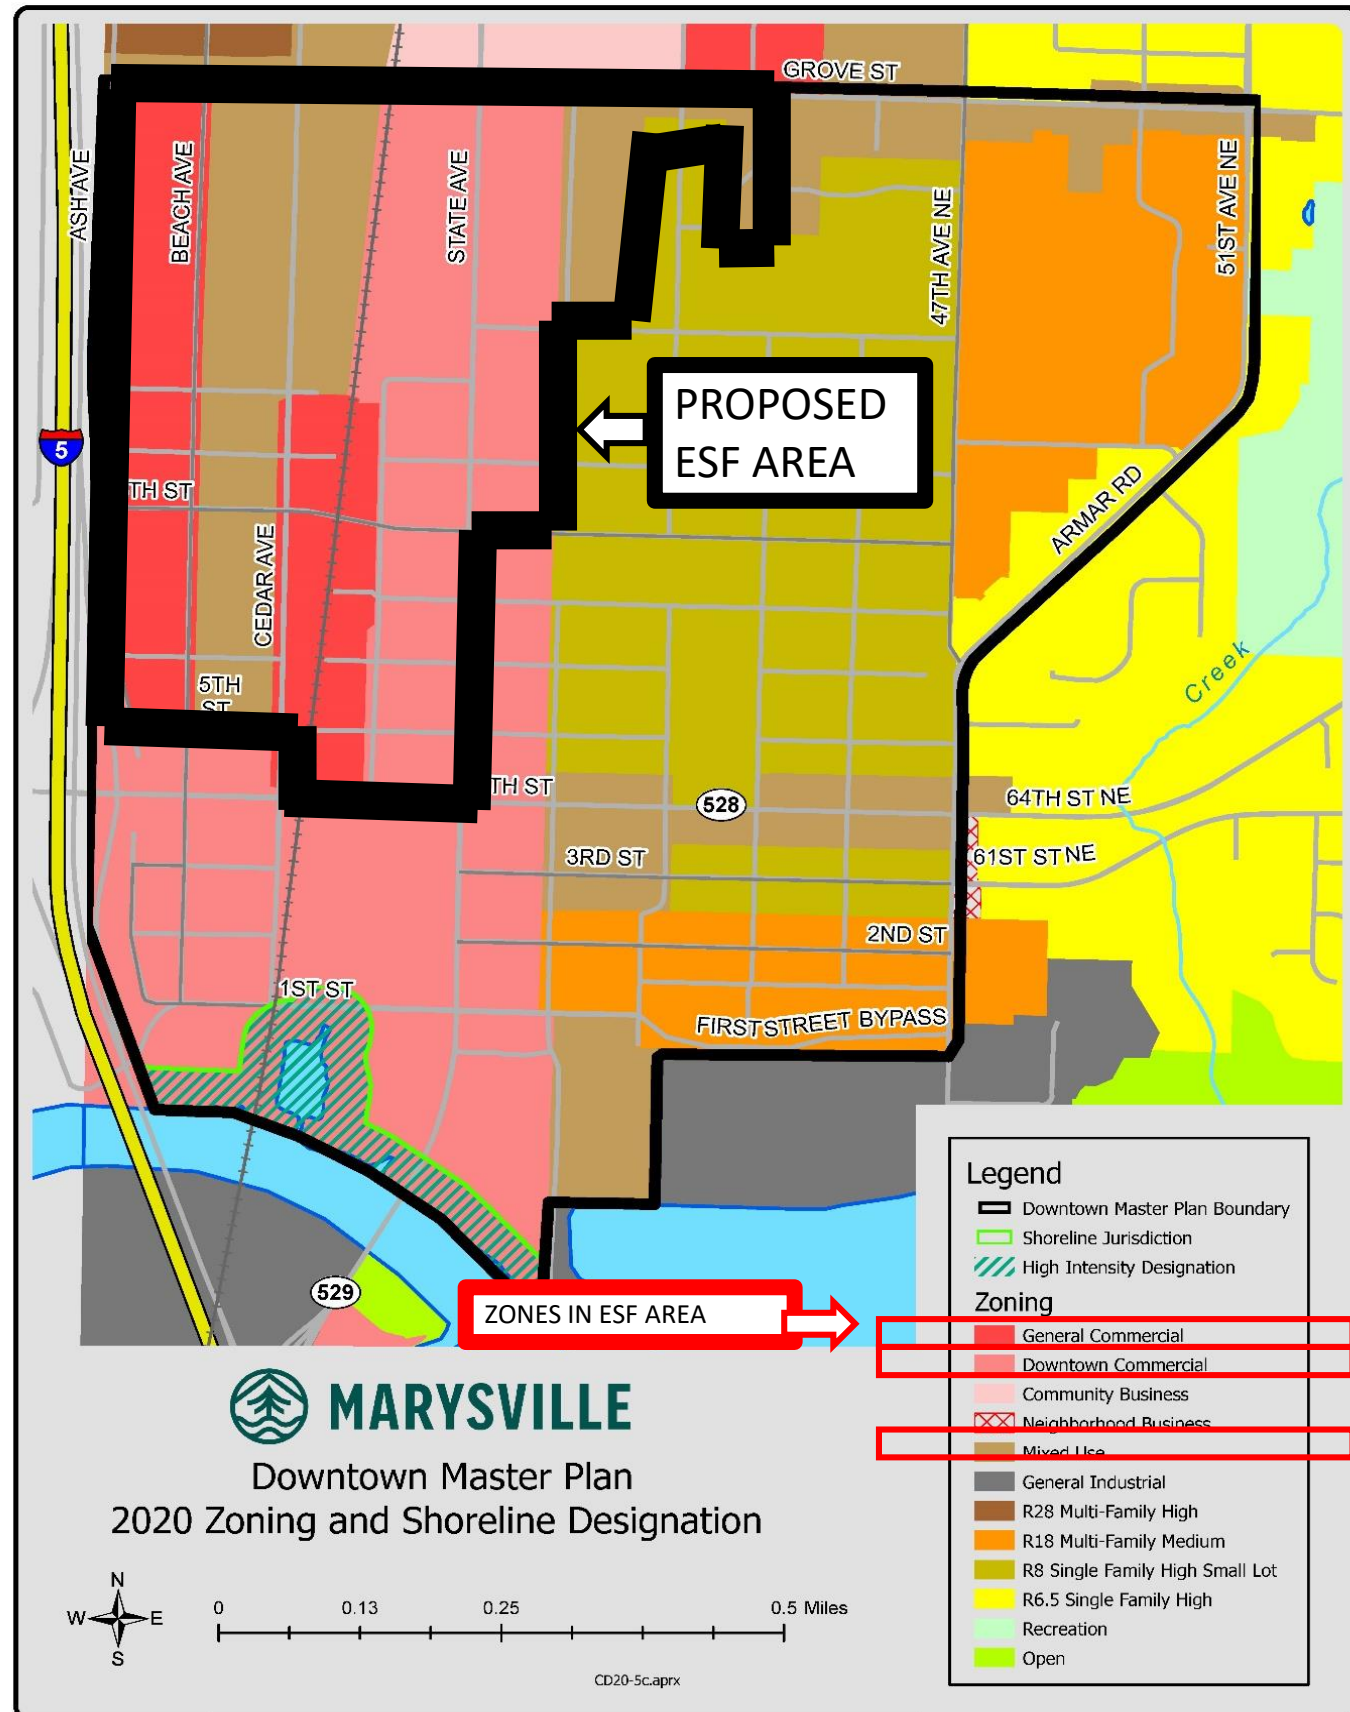 GROVE ST
ASH AVE
BEACH AVE
STATE AVE
47TH AVE NE
51ST AVE NE
PROPOSED
ESF AREA
5
TH ST
ARMAR RD
CEDAR AVE
Creek
5TH
ST
TH ST
528
64TH ST NE
3RD ST
61ST ST NE
2ND ST
1ST ST
FIRST STREET BYPASS
529
ZONES IN ESF AREA
Legend
Downtown Master Plan Boundary
Shoreline Jurisdiction
High Intensity Designation
Zoning
General Commercial
Downtown Commercial
Community Business
Neighborhood Business
Mixed Use
General Industrial
R28 Multi-Family High
R18 Multi-Family Medium
R8 Single Family High Small Lot
R6.5 Single Family High
Recreation
Open
MARYSVILLE
Downtown Master Plan
2020 Zoning and Shoreline Designation
N
W E
S
0 0.13 0.25 0.5 Miles
CD20-5c.aprx